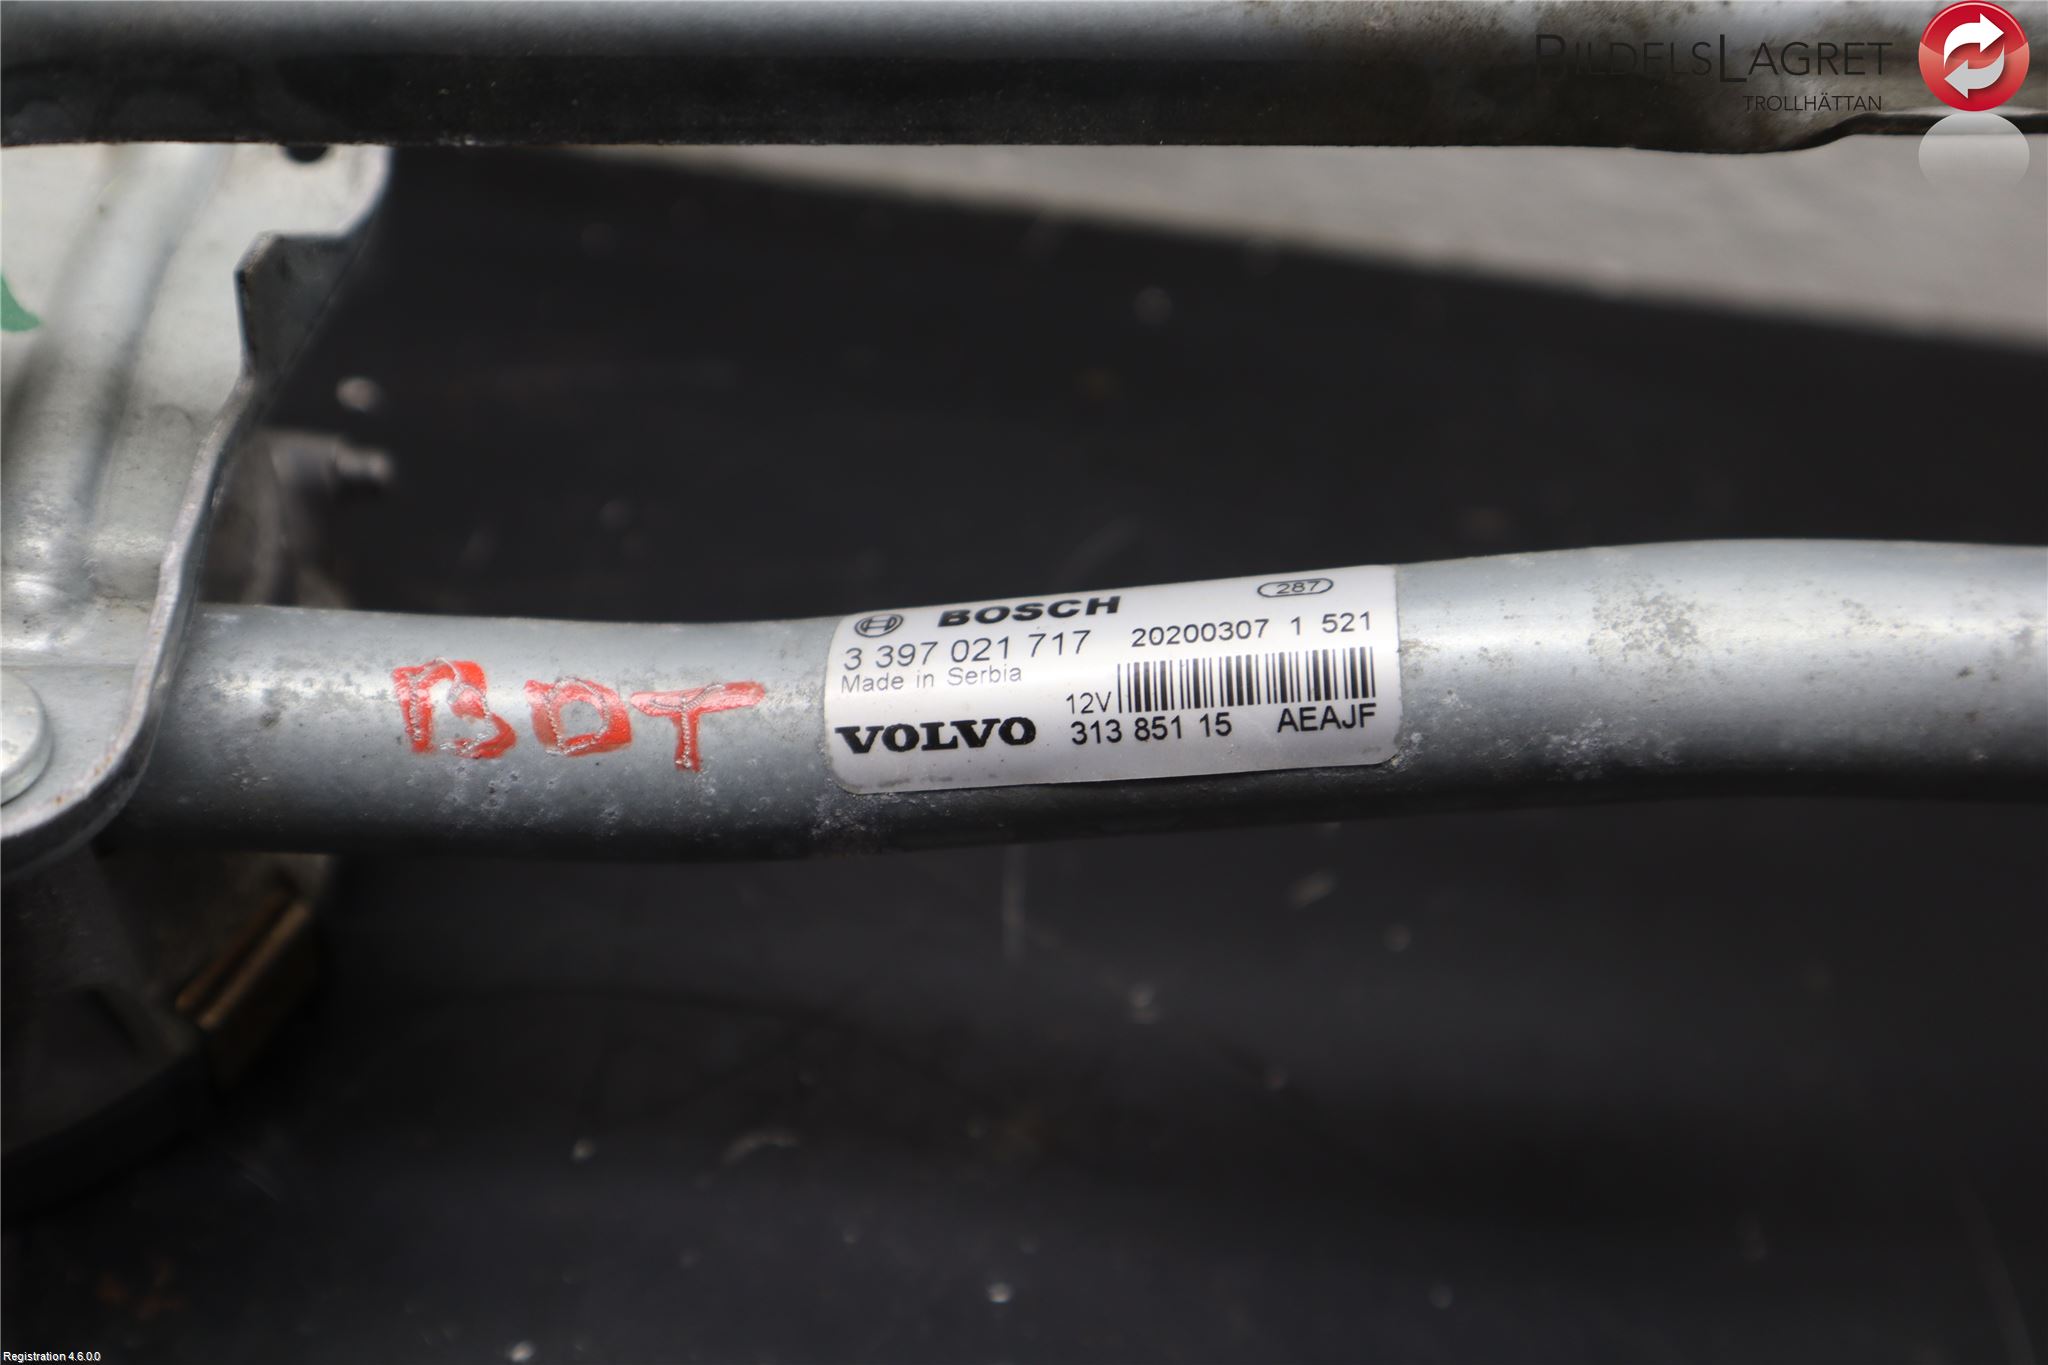 BILDELSLAGRET
TROLLHÄTTAN
BOSCH
287
3 397 021 717
20200307 1 521
Made in Serbia
12V
VOLVO
313 851 15
AEAJF
BDT
Registration 4.6.0.0